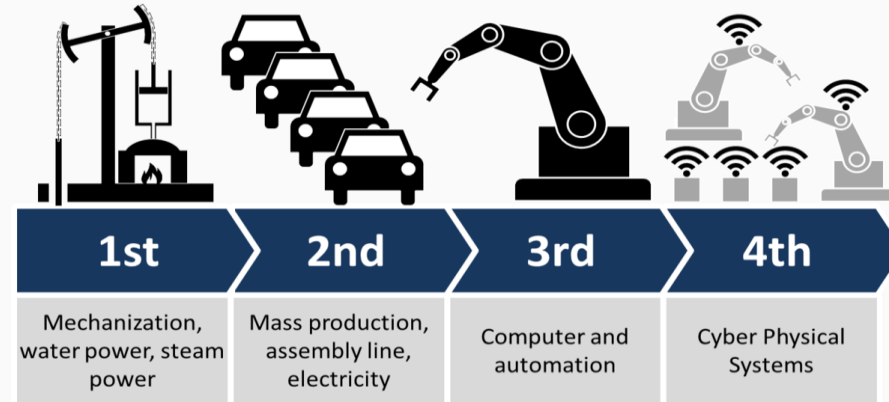 1st
2nd
3rd
4th
Mechanization,
water power, steam
power
Mass production,
assembly line,
electricity
Computer and
automation
Cyber Physical
Systems